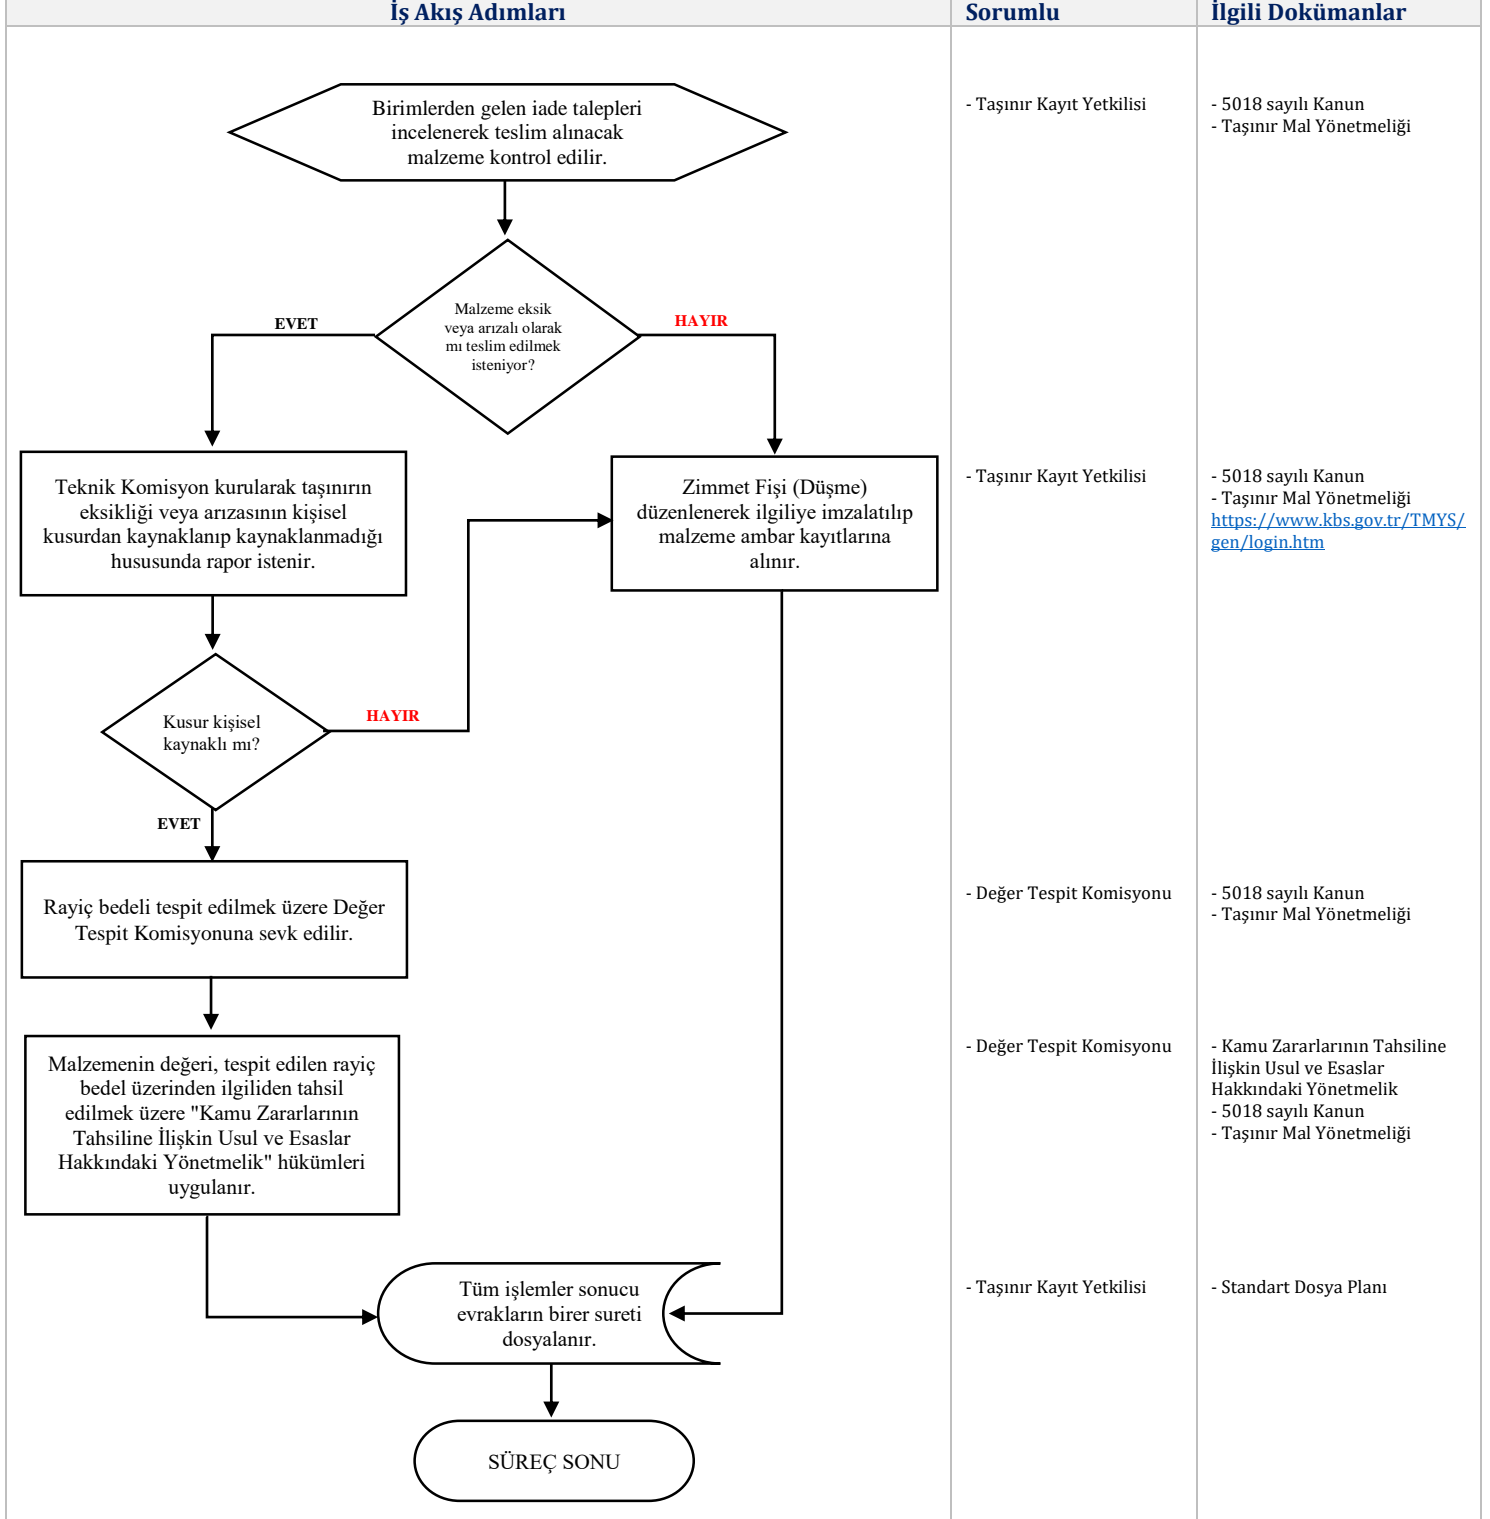 İş Akış Adımları
Sorumlu
İlgili Dokümanlar
Birimlerden gelen iade talepleri
incelenerek teslim alınacak
malzeme kontrol edilir.
- Taşınır Kayıt Yetkilisi
- 5018 sayılı Kanun
- Taşınır Mal Yönetmeliği
Malzeme eksik
veya arızalı olarak
mı teslim edilmek
isteniyor?
EVET
HAYIR
Teknik Komisyon kurularak taşınırın
eksikliği veya arızasının kişisel
kusurdan kaynaklanıp kaynaklanmadığı
hususunda rapor istenir.
Zimmet Fişi (Düşme)
düzenlenerek ilgiliye imzalatılıp
malzeme ambar kayıtlarına
alınır.
- Taşınır Kayıt Yetkilisi
- 5018 sayılı Kanun
- Taşınır Mal Yönetmeliği
https://www.kbs.gov.tr/TMYS/
gen/login.htm
Kusur kişisel
kaynaklı mı?
HAYIR
EVET
Rayiç bedeli tespit edilmek üzere Değer
Tespit Komisyonuna sevk edilir.
- Değer Tespit Komisyonu
- 5018 sayılı Kanun
- Taşınır Mal Yönetmeliği
Malzemenin değeri, tespit edilen rayiç
bedel üzerinden ilgiliden tahsil
edilmek üzere "Kamu Zararlarının
Tahsiline İlişkin Usul ve Esaslar
Hakkındaki Yönetmelik" hükümleri
uygulanır.
- Değer Tespit Komisyonu
- Kamu Zararlarının Tahsiline
İlişkin Usul ve Esaslar
Hakkındaki Yönetmelik
- 5018 sayılı Kanun
- Taşınır Mal Yönetmeliği
Tüm işlemler sonucu
evrakların birer sureti
dosyalanır.
- Taşınır Kayıt Yetkilisi
- Standart Dosya Planı
SÜREÇ SONU